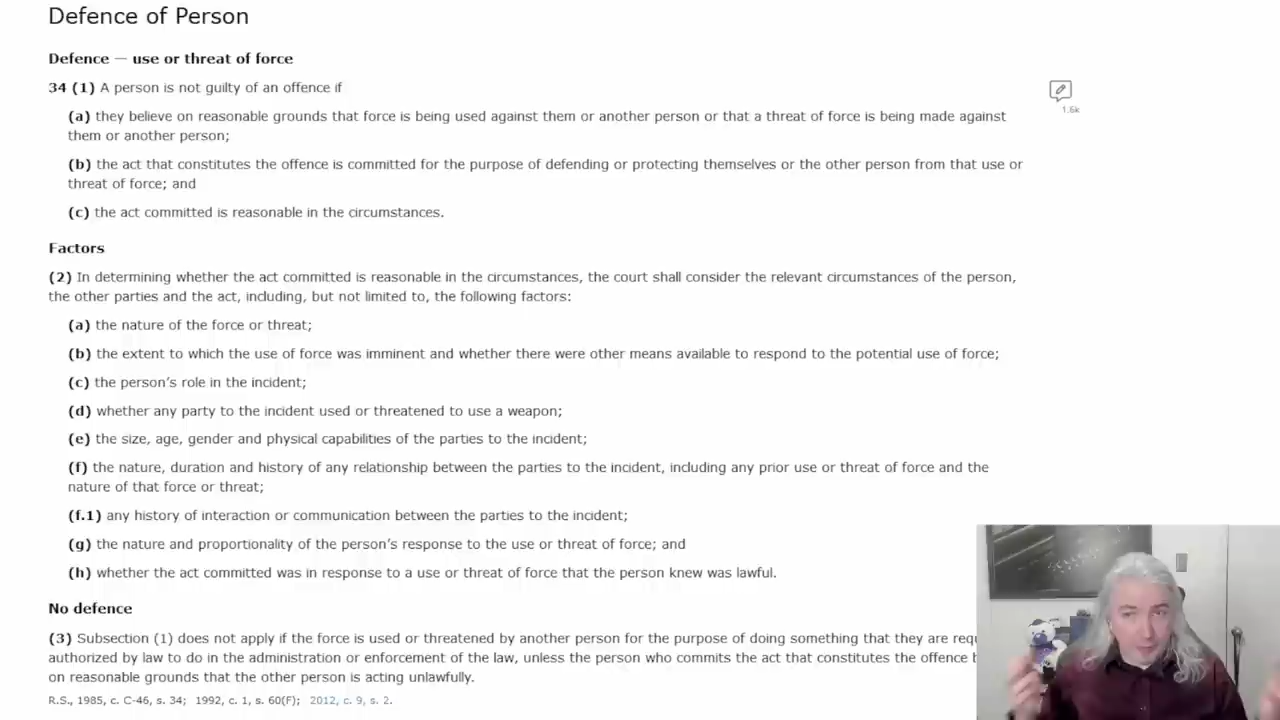 Defence of Person
Defence — use or threat of force
34 (1) A person is not guilty of an offence if
(a) they believe on reasonable grounds that force is being used against them or another person or that a threat of force is being made against
them or another person;
(b) the act that constitutes the offence is committed for the purpose of defending or protecting themselves or the other person from that use or
threat of force; and
(c) the act committed is reasonable in the circumstances.
Factors
(2) In determining whether the act committed is reasonable in the circumstances, the court shall consider the relevant circumstances of the person,
the other parties and the act, including, but not limited to, the following factors:
(a) the nature of the force or threat;
(b) the extent to which the use of force was imminent and whether there were other means available to respond to the potential use of force;
(c) the person's role in the incident;
(d) whether any party to the incident used or threatened to use a weapon;
(e) the size, age, gender and physical capabilities of the parties to the incident;
(f) the nature, duration and history of any relationship between the parties to the incident, including any prior use or threat of force and the
nature of that force or threat;
(f.1) any history of interaction or communication between the parties to the incident;
(g) the nature and proportionality of the person's response to the use or threat of force; and
(h) whether the act committed was in response to a use or threat of force that the person knew was lawful.
No defence
(3) Subsection (1) does not apply if the force is used or threatened by another person for the purpose of doing something that they are
authorized by law to do in the administration or enforcement of the law, unless the person who commits the act that constitutes the offence
on reasonable grounds that the other person is acting unlawfully.
R.S., 1985, c. C-46, s. 34; 1992, c. 1, s. 60(F); 2012, c. 9, s. 2.
1.6k